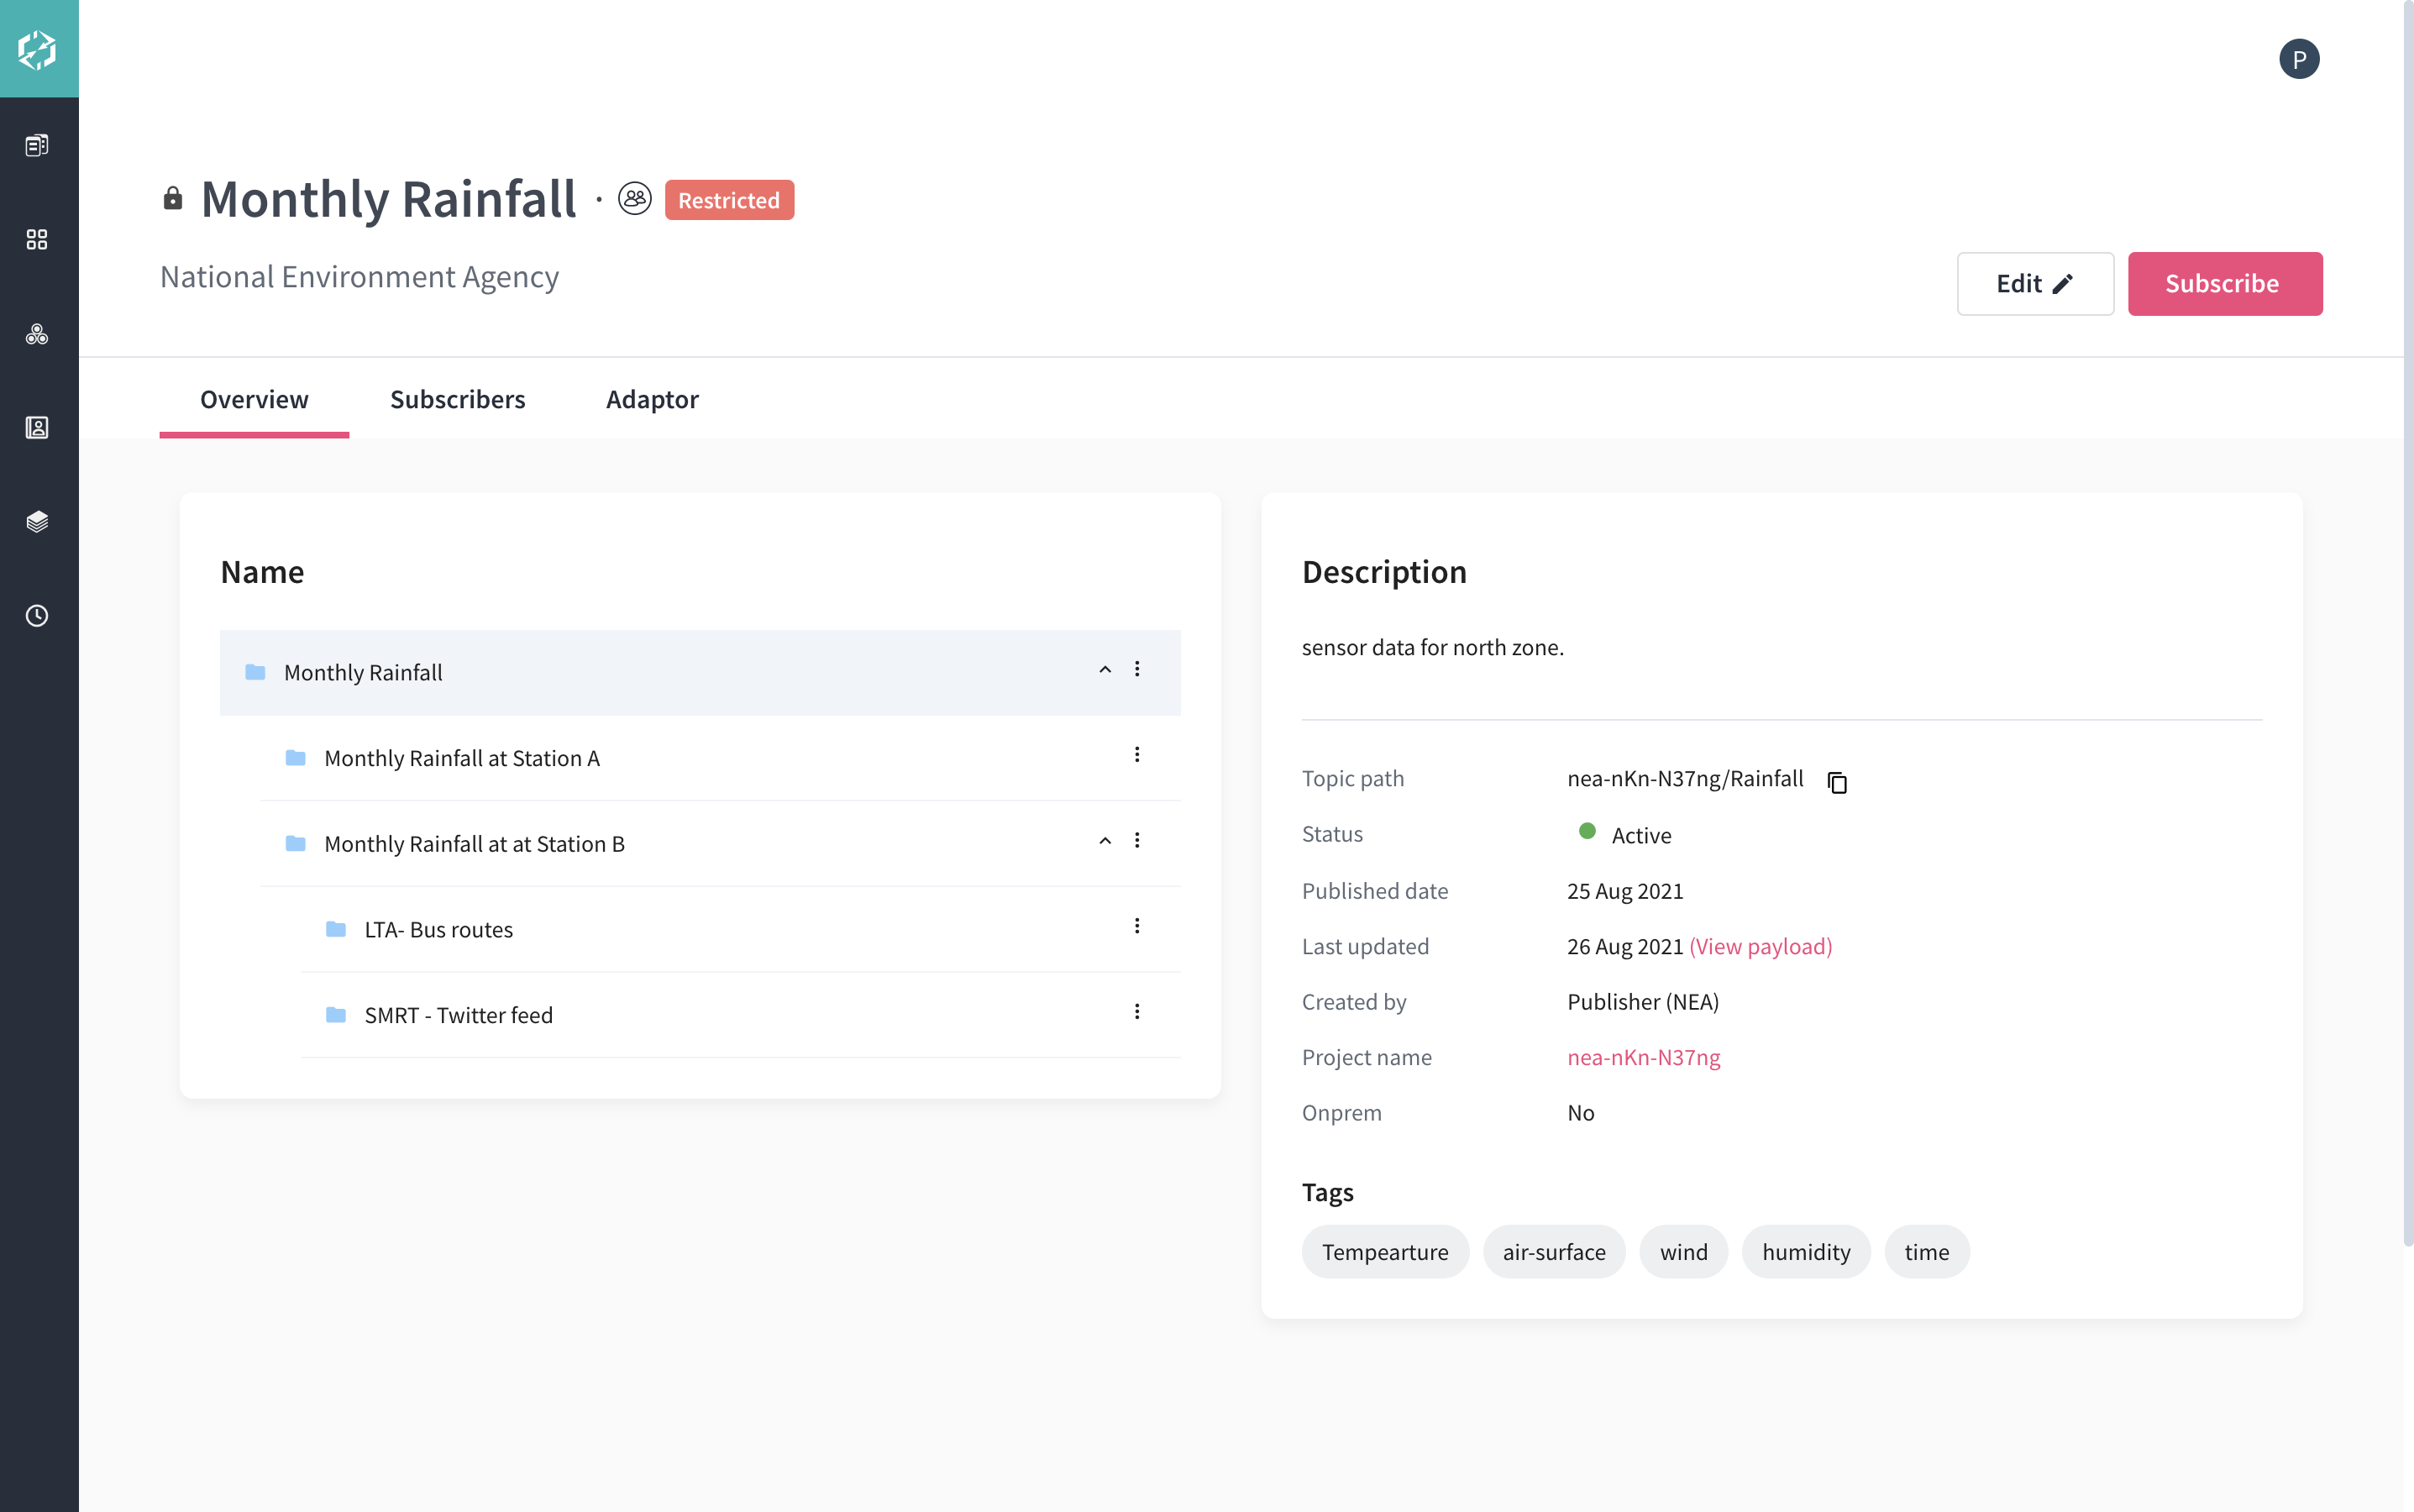 P
Monthly Rainfall · Restricted
National Environment Agency
Edit
Subscribe
Overview
Subscribers
Adaptor
Name
Monthly Rainfall
Monthly Rainfall at Station A
Monthly Rainfall at at Station B
LTA- Bus routes
SMRT - Twitter feed
Description
sensor data for north zone.
Topic path nea-nKn-N37ng/Rainfall
Status Active
Published date 25 Aug 2021
Last updated 26 Aug 2021 (View payload)
Created by Publisher (NEA)
Project name nea-nKn-N37ng
Onprem No
Tags
Tempearture air-surface wind humidity time